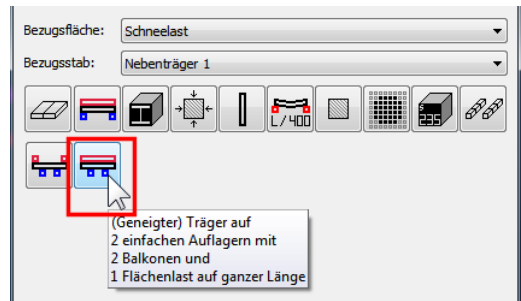 Bezugsfläche: Schneelast
Bezugsstab: Nebenträger 1
L/400
S
235
(Geneigter) Träger auf
2 einfachen Auflagern mit
2 Balkonen und
1 Flächenlast auf ganzer Länge